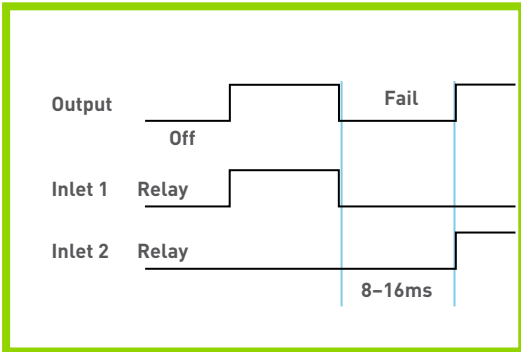 Output
Fail
Off
Inlet 1 Relay
Inlet 2 Relay
8–16ms